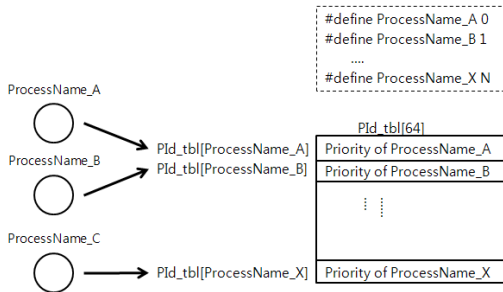 #define ProcessName_A 0
#define ProcessName_B 1
....
#define ProcessName_X N
ProcessName_A
PId_tbl[64]
PId_tbl[ProcessName_A]
Priority of ProcessName_A
ProcessName_B
PId_tbl[ProcessName_B]
Priority of ProcessName_B
ProcessName_C
PId_tbl[ProcessName_X]
Priority of ProcessName_X